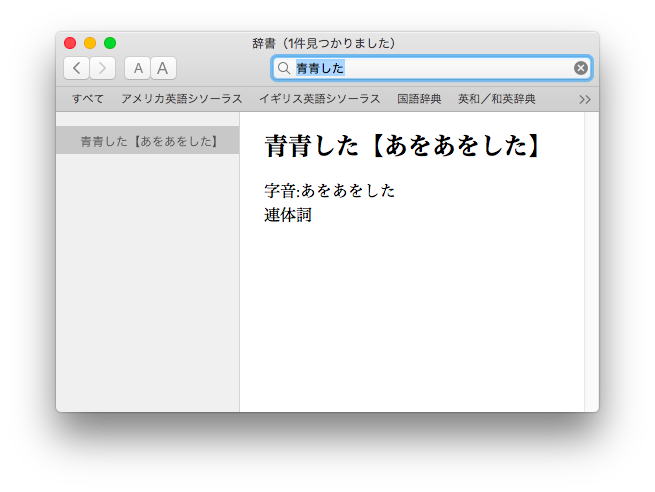 辞書（1件見つかりました）
A A
青青した
すべて アメリカ英語シソーラス イギリス英語シソーラス 国語辞典 英和／和英辞典
青青した【あをあをした】
青青した【あをあをした】
字音:あをあをした
連体詞